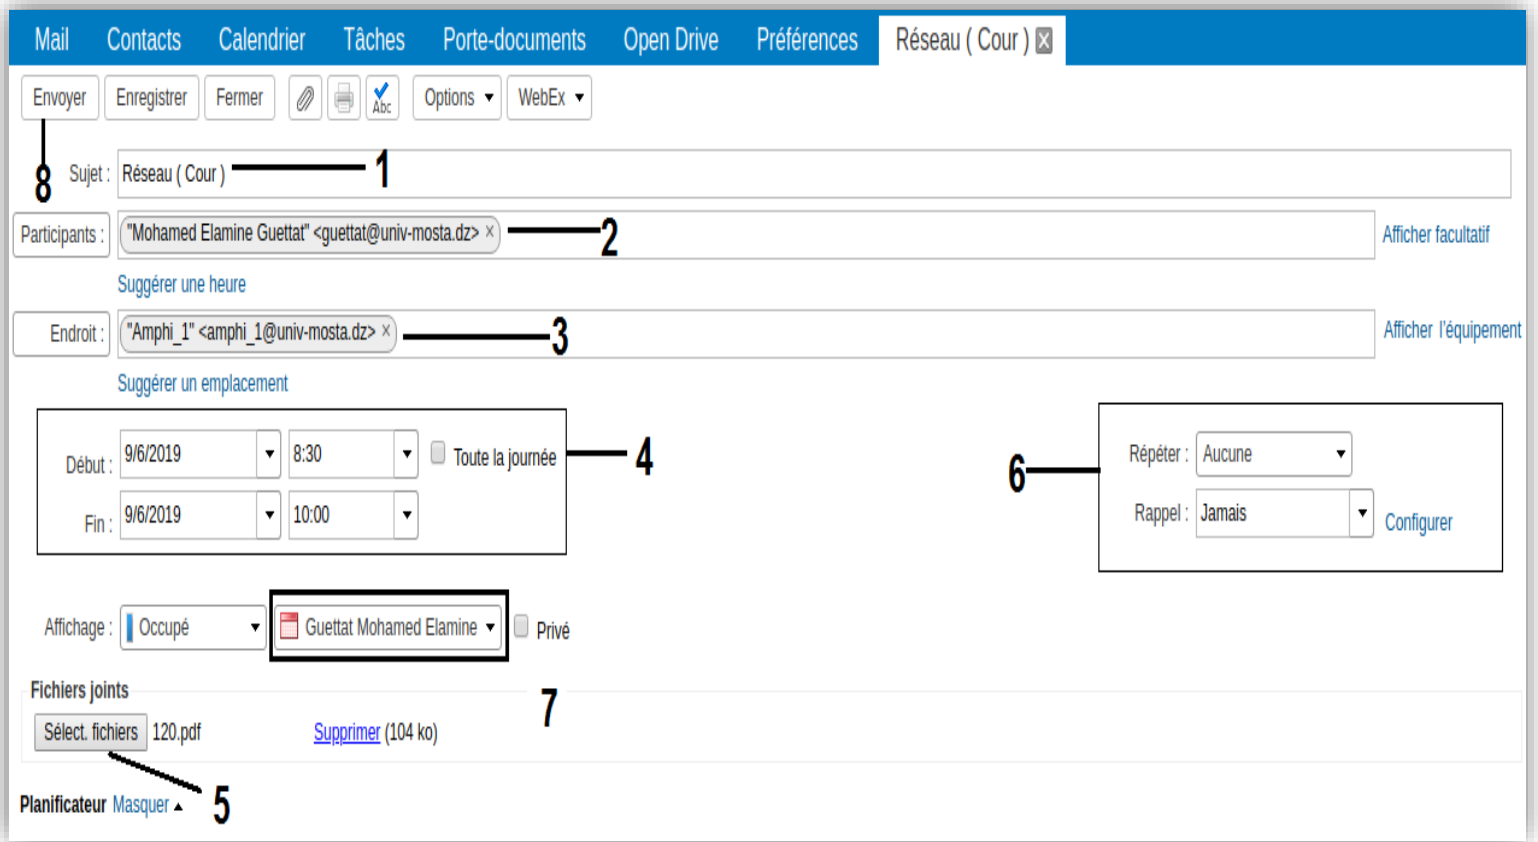 Mail Contacts Calendrier Tâches Porte-documents Open Drive Préférences Réseau ( Cour )
Envoyer Enregistrer Fermer Abc Options WebEx
8 Sujet : Réseau ( Cour ) 1
Participants : "Mohamed Elamine Guettat" <guettat@univ-mosta.dz> × 2 Afficher facultatif
Suggérer une heure
Endroit : "Amphi_1" <amphi_1@univ-mosta.dz> × 3 Afficher l'équipement
Suggérer un emplacement
Début : 9/6/2019 8:30 Toute la journée 4
Fin : 9/6/2019 10:00
6 Répéter : Aucune
Rappel : Jamais Configurer
Affichage : Occupé Guettat Mohamed Elamine Privé
Fichiers joints 7
Sélect. fichiers 120.pdf Supprimer (104 ko)
5
Planificateur Masquer